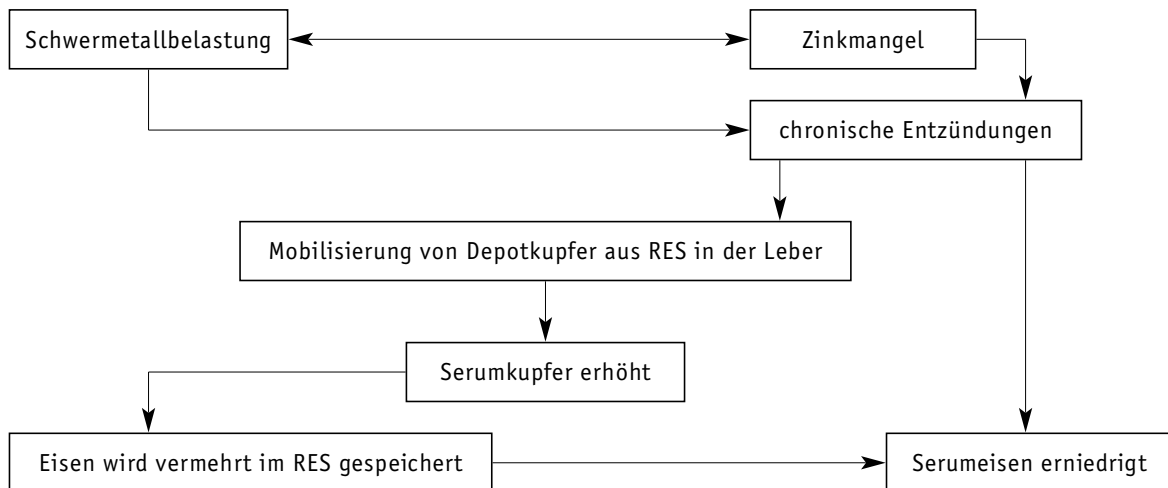 Schwermetallbelastung
Zinkmangel
chronische Entzündungen
Mobilisierung von Depotkupfer aus RES in der Leber
Serumkupfer erhöht
Eisen wird vermehrt im RES gespeichert
Serumeisen erniedrigt